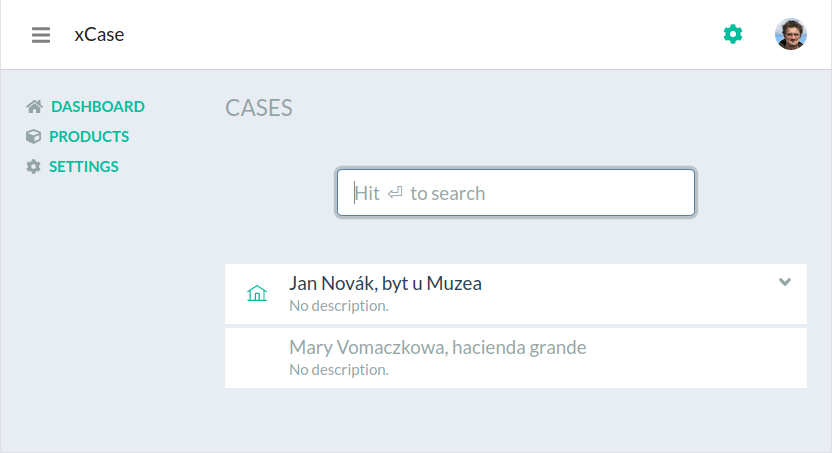 xCase
DASHBOARD
PRODUCTS
SETTINGS
CASES
Hit ⏎ to search
Jan Novák, byt u Muzea
No description.
Mary Vomaczkowa, hacienda grande
No description.